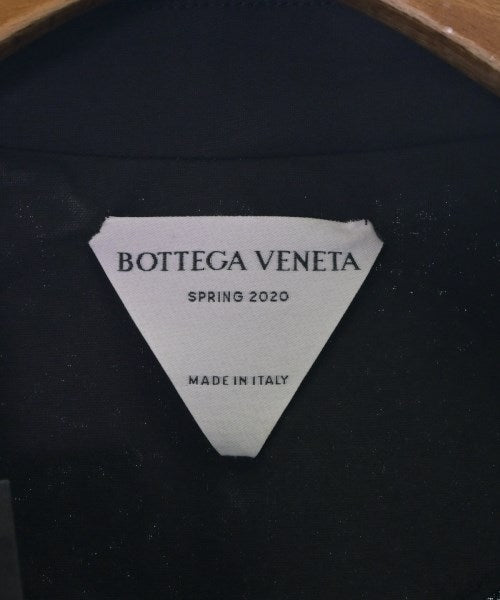 BOTTEGA VENETA
SPRING 2020
MADE IN ITALY